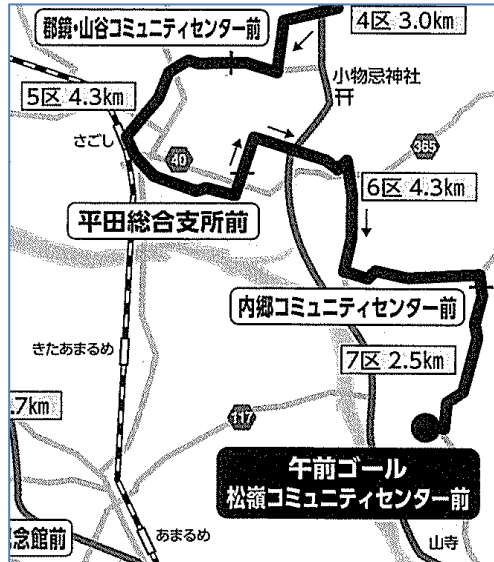 郡鏡・山谷コミュニティセンター前
4区 3.0km
小物忌神社
5区 4.3km
さごし
40
365
6区 4.3km
平田総合支所前
内郷コミュニティセンター前
きたあまるめ
7区 2.5km
.7km
117
午前ゴール
松嶺コミュニティセンター前
念館前
あまるめ
山寺